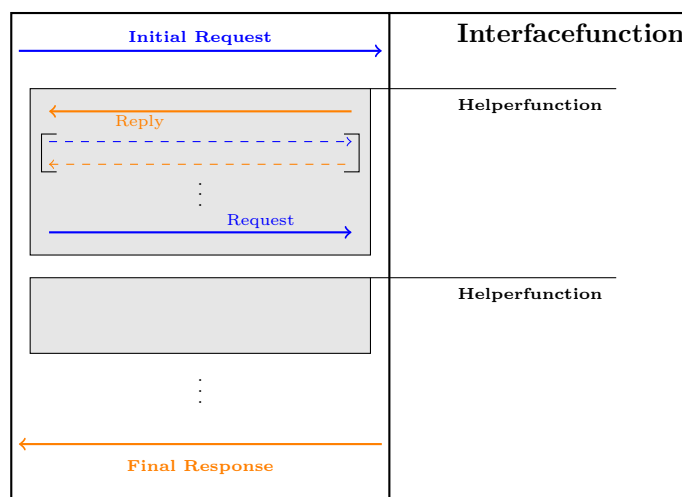 Initial Request
Interfacefunction
Helperfunction
Reply
Request
Helperfunction
Final Response